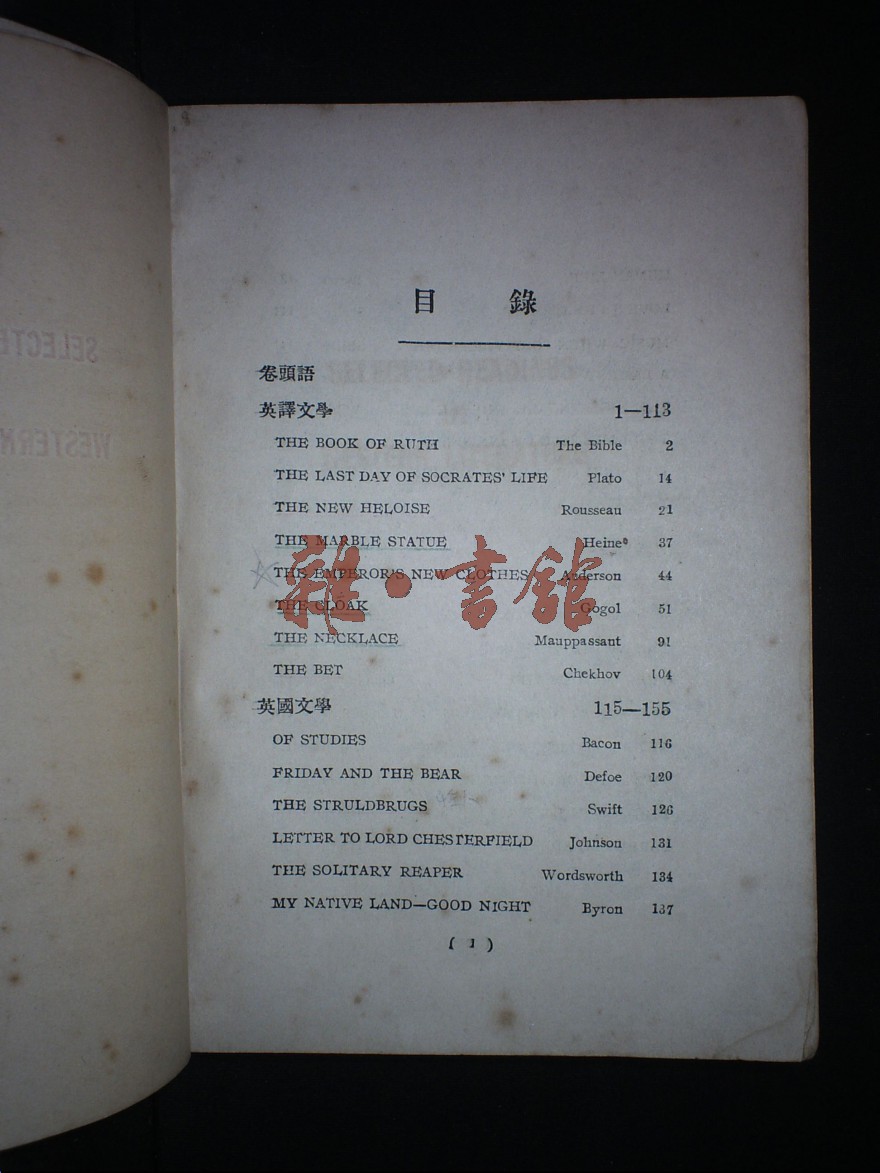 目 錄
卷頭語
英譯文學 1—113
THE BOOK OF RUTH The Bible 2
THE LAST DAY OF SOCRATES' LIFE Plato 14
THE NEW HELOISE Rousseau 21
THE MARBLE STATUE Heine 37
THE EMPEROR'S NEW CLOTHES Anderson 44
THE CLOAK Gogol 51
THE NECKLACE Mauppassant 91
THE BET Chekhov 104
英國文學 115—155
OF STUDIES Bacon 116
FRIDAY AND THE BEAR Defoe 120
THE STRULDBRUGS Swift 126
LETTER TO LORD CHESTERFIELD Johnson 131
THE SOLITARY REAPER Wordsworth 134
MY NATIVE LAND—GOOD NIGHT Byron 137
( 1 )
雜·書館